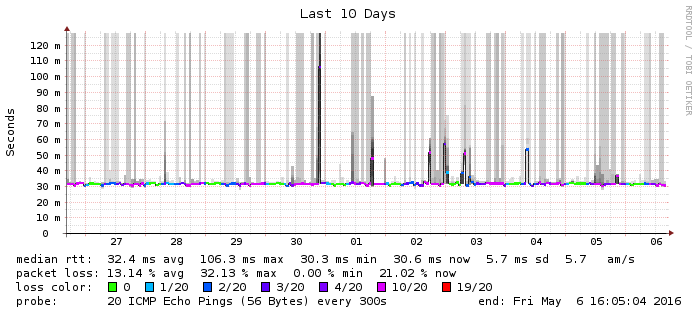 Last 10 Days
RRDTOOL / TOBI OETIKER
Seconds
120 m
110 m
100 m
90 m
80 m
70 m
60 m
50 m
40 m
30 m
20 m
10 m
0
27 28 29 30 01 02 03 04 05 06
median rtt: 32.4 ms avg 106.3 ms max 30.3 ms min 30.6 ms now 5.7 ms sd 5.7 am/s
packet loss: 13.14 % avg 32.13 % max 0.00 % min 21.02 % now
loss color: 0 1/20 2/20 3/20 4/20 10/20 19/20
probe: 20 ICMP Echo Pings (56 Bytes) every 300s end: Fri May 6 16:05:04 2016